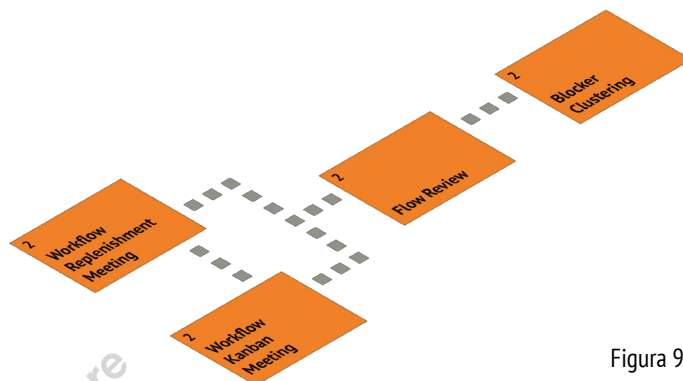 2
Blocker
Clustering
2
Flow Review
2
Workflow
Replenishment
Meeting
2
Workflow
Kanban
Meeting
Figura 9